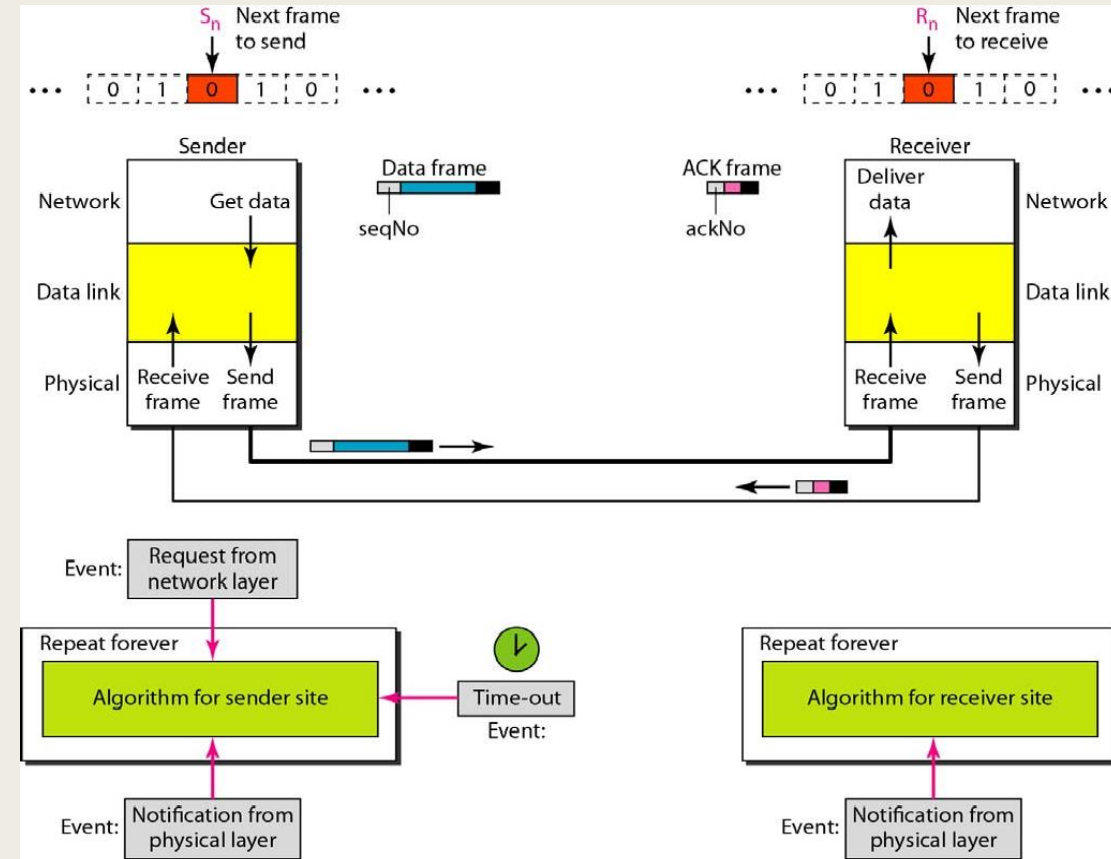 Sn Next frame
to send
Rn Next frame
to receive
... 0 1 0 1 0 ...
... 0 1 0 1 0 ...
Sender
Receiver
Data frame
ACK frame
seqNo
ackNo
Network
Get data
Deliver
data
Network
Data link
Data link
Physical
Receive
frame
Send
frame
Receive
frame
Send
frame
Physical
Event:
Request from
network layer
Repeat forever
Algorithm for sender site
Time-out
Event:
Repeat forever
Algorithm for receiver site
Event:
Notification from
physical layer
Event:
Notification from
physical layer